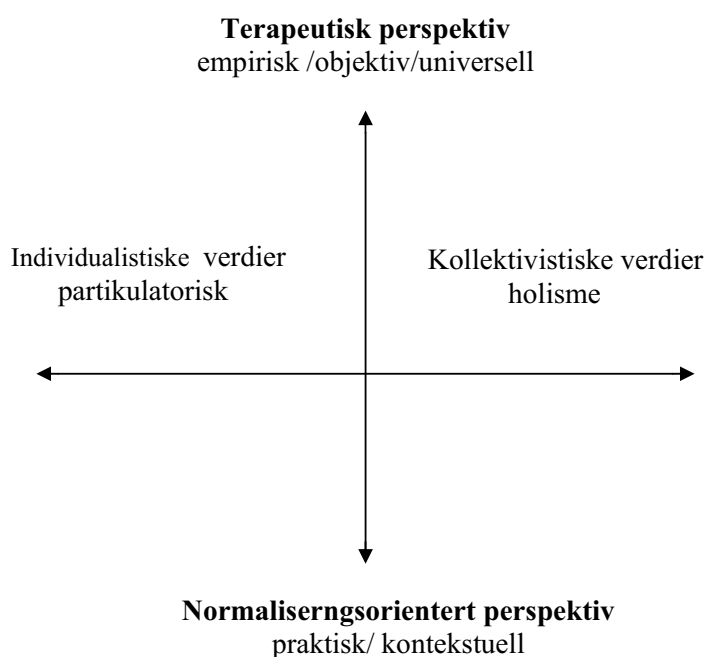 Terapeutisk perspektiv
empirisk /objektiv/universell
Individualistiske verdier
partikulatorisk
Kollektivistiske verdier
holisme
Normaliserngsorientert perspektiv
praktisk/ kontekstuell